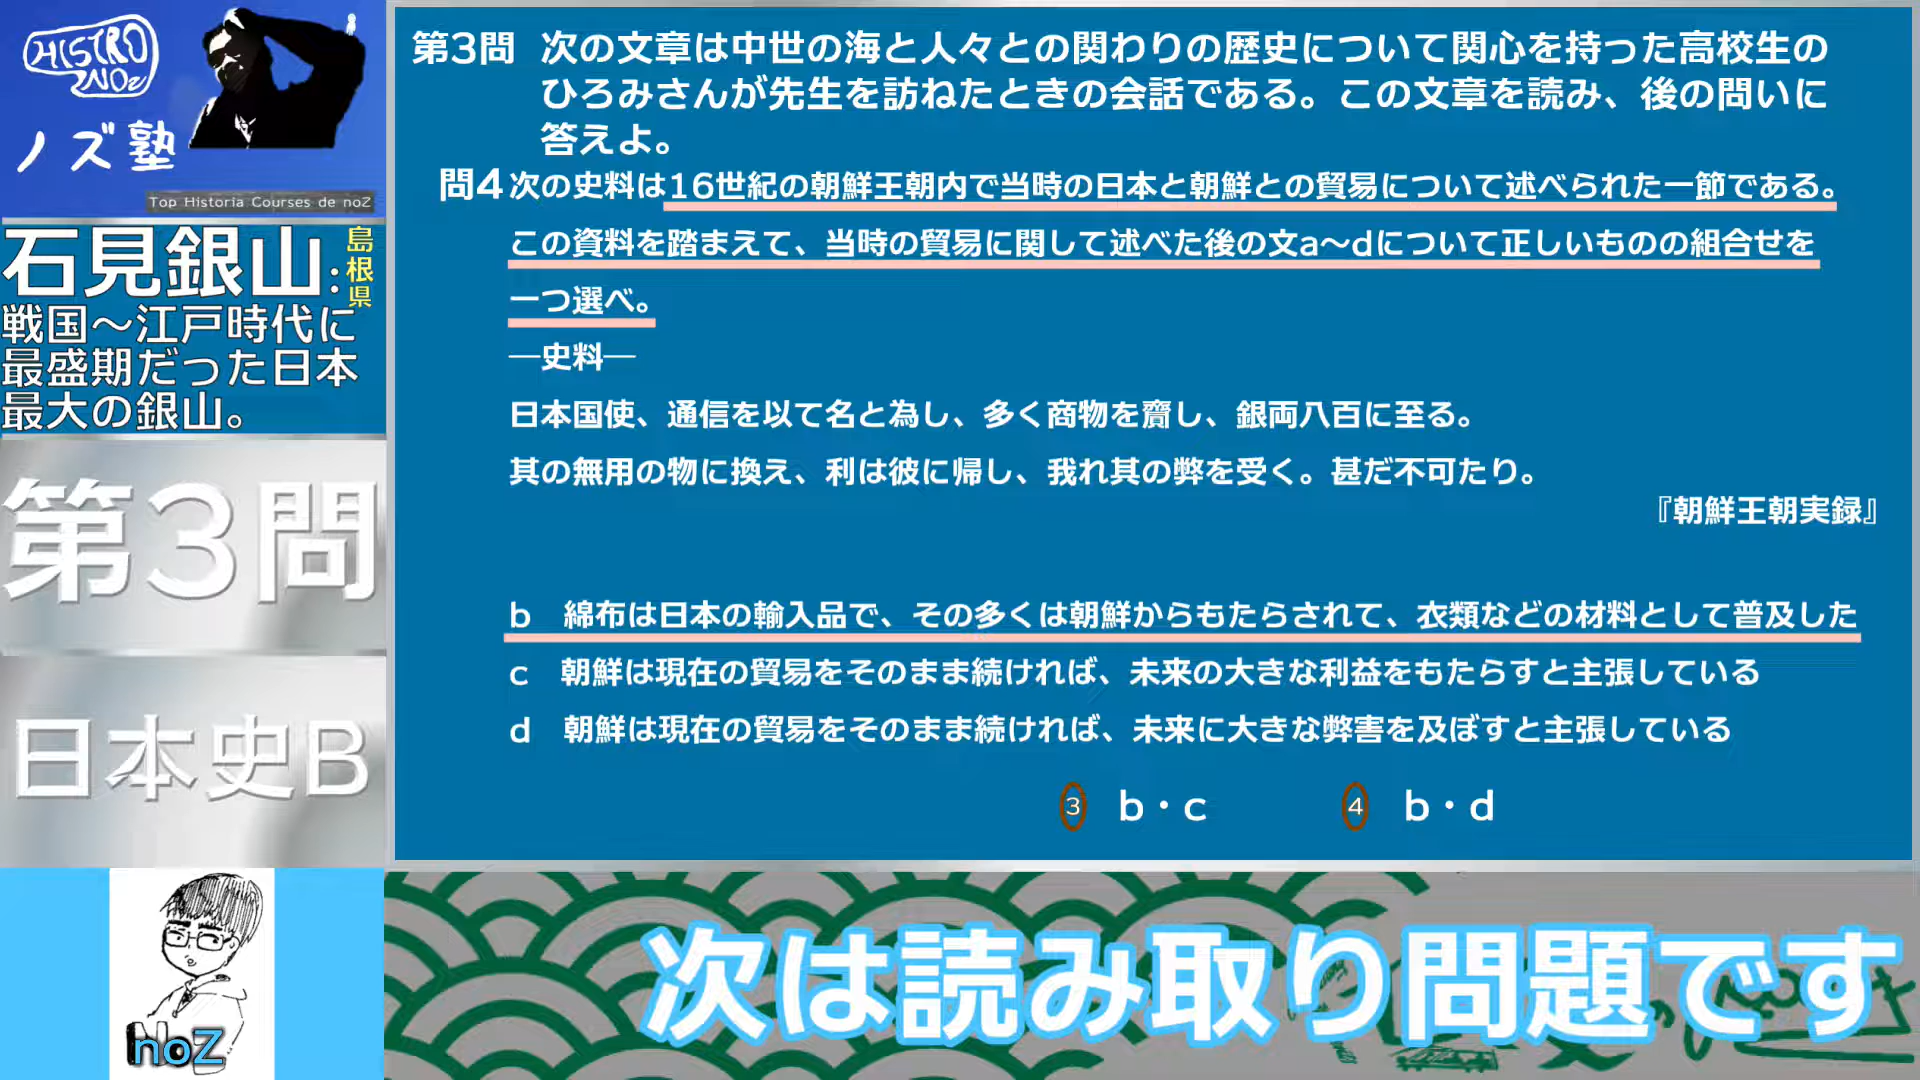 HISTRO
NOZ
ノズ塾
Top Historia Courses de noZ
石見銀山:島根県
戦国～江戸時代に
最盛期だった日本
最大の銀山。
第3問
日本史B
noZ
第3問 次の文章は中世の海と人々との関わりの歴史について関心を持った高校生の
ひろみさんが先生を訪ねたときの会話である。この文章を読み、後の問いに
答えよ。
問4次の史料は16世紀の朝鮮王朝内で当時の日本と朝鮮との貿易について述べられた一節である。
この資料を踏まえて、当時の貿易に関して述べた後の文a～dについて正しいものの組合せを
一つ選べ。
―史料―
日本国使、通信を以て名と為し、多く商物を齎し、銀両八百に至る。
其の無用の物に換え、利は彼に帰し、我れ其の弊を受く。甚だ不可たり。
『朝鮮王朝実録』
b 綿布は日本の輸入品で、その多くは朝鮮からもたらされて、衣類などの材料として普及した
c 朝鮮は現在の貿易をそのまま続ければ、未来の大きな利益をもたらすと主張している
d 朝鮮は現在の貿易をそのまま続ければ、未来に大きな弊害を及ぼすと主張している
③ b・c ④ b・d
次は読み取り問題です